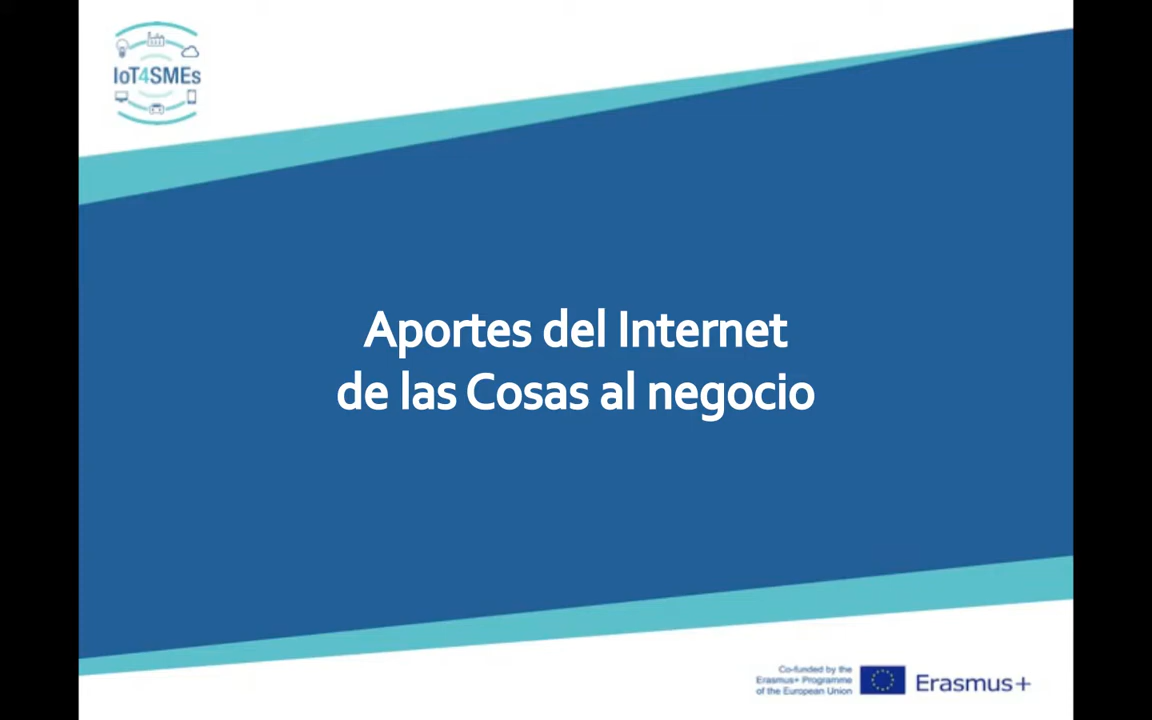 IoT4SMEs
Aportes del Internet
de las Cosas al negocio
Co-funded by the
Erasmus+ Programme
of the European Union
Erasmus+